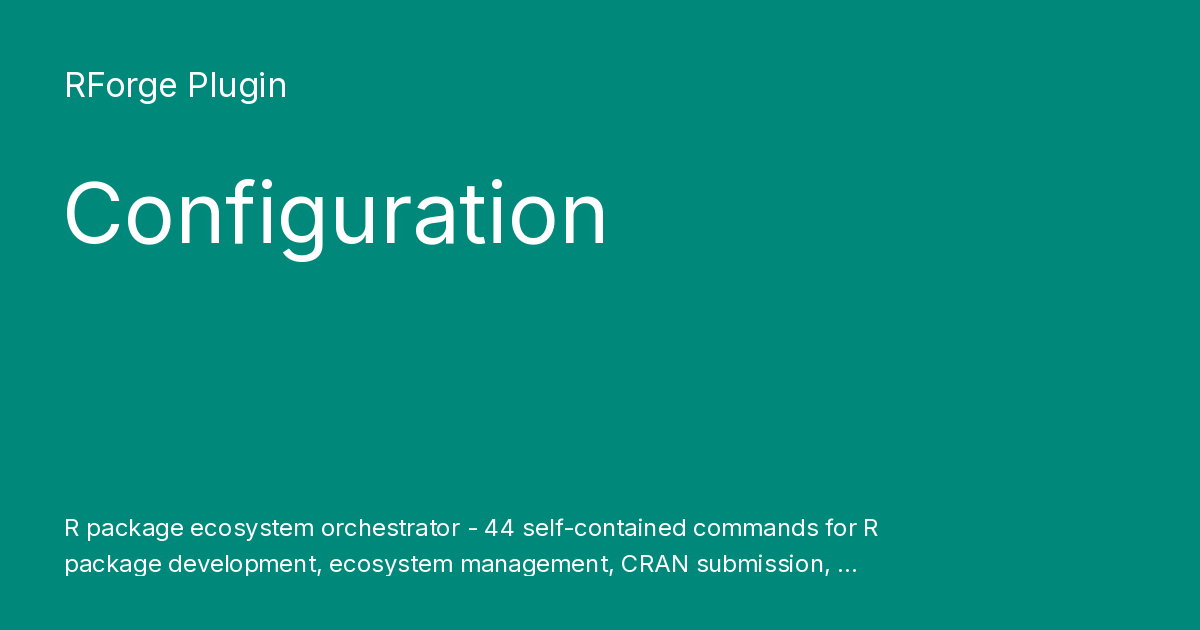 RForge Plugin
Configuration
R package ecosystem orchestrator - 44 self-contained commands for R
package development, ecosystem management, CRAN submission, ...